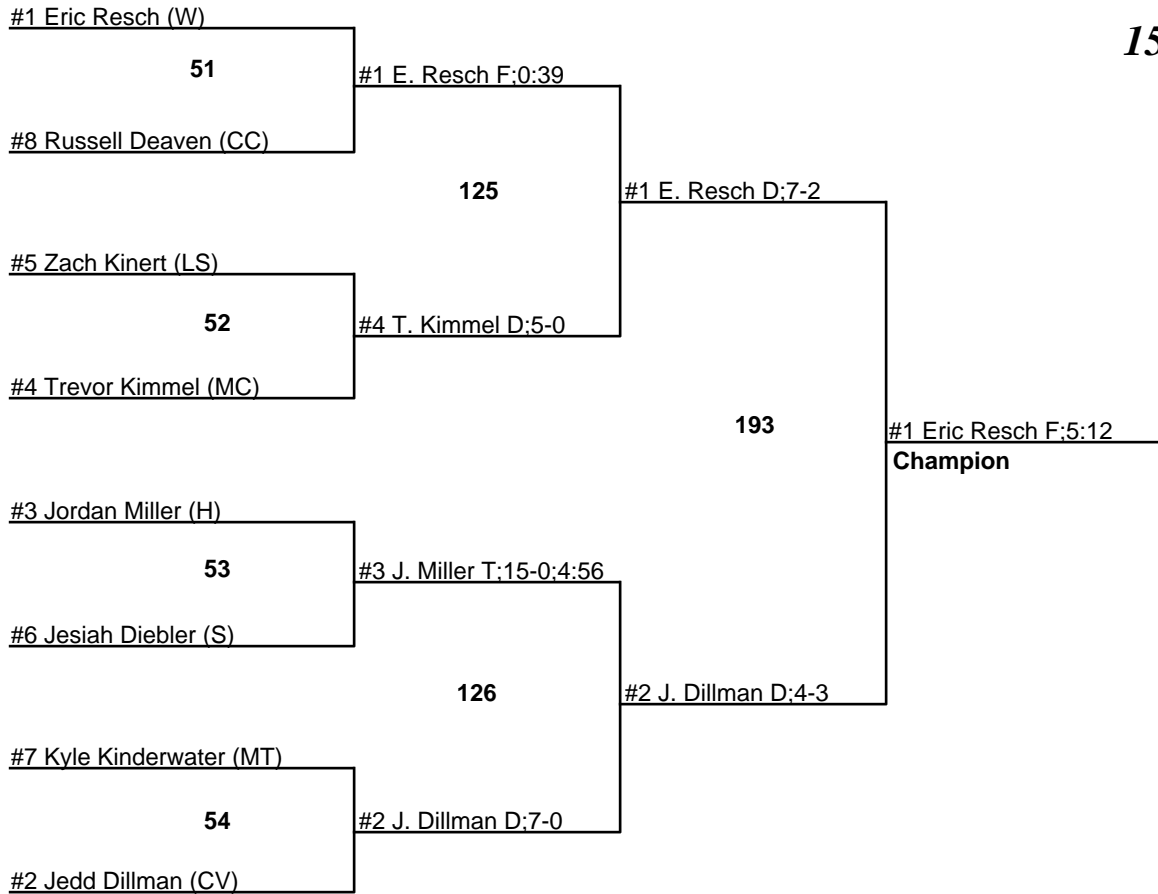 #1 Eric Resch (W)
15
51
#1 E. Resch F;0:39
#8 Russell Deaven (CC)
125
#1 E. Resch D;7-2
#5 Zach Kinert (LS)
52
#4 T. Kimmel D;5-0
#4 Trevor Kimmel (MC)
193
#1 Eric Resch F;5:12
Champion
#3 Jordan Miller (H)
53
#3 J. Miller T;15-0;4:56
#6 Jesiah Diebler (S)
126
#2 J. Dillman D;4-3
#7 Kyle Kinderwater (MT)
54
#2 J. Dillman D;7-0
#2 Jedd Dillman (CV)